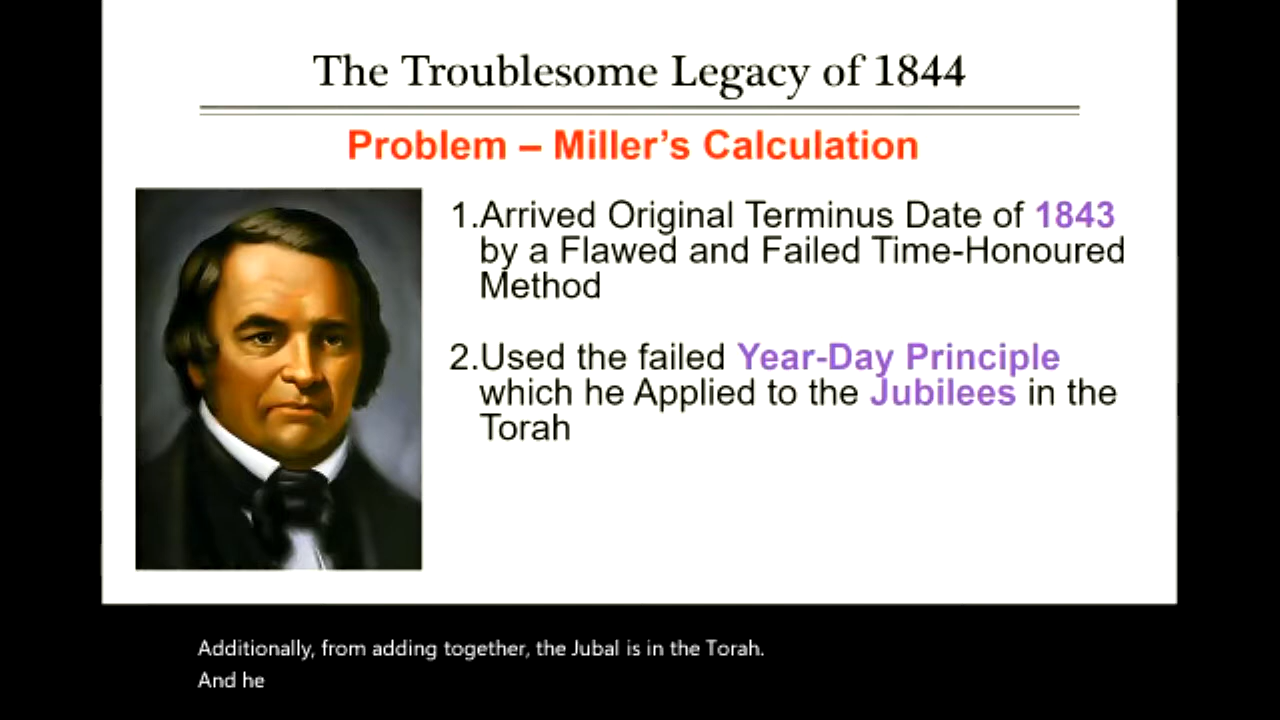 The Troublesome Legacy of 1844
Problem – Miller's Calculation
1.Arrived Original Terminus Date of 1843
by a Flawed and Failed Time-Honoured
Method
2.Used the failed Year-Day Principle
which he Applied to the Jubilees in the
Torah
Additionally, from adding together, the Jubal is in the Torah.
And he